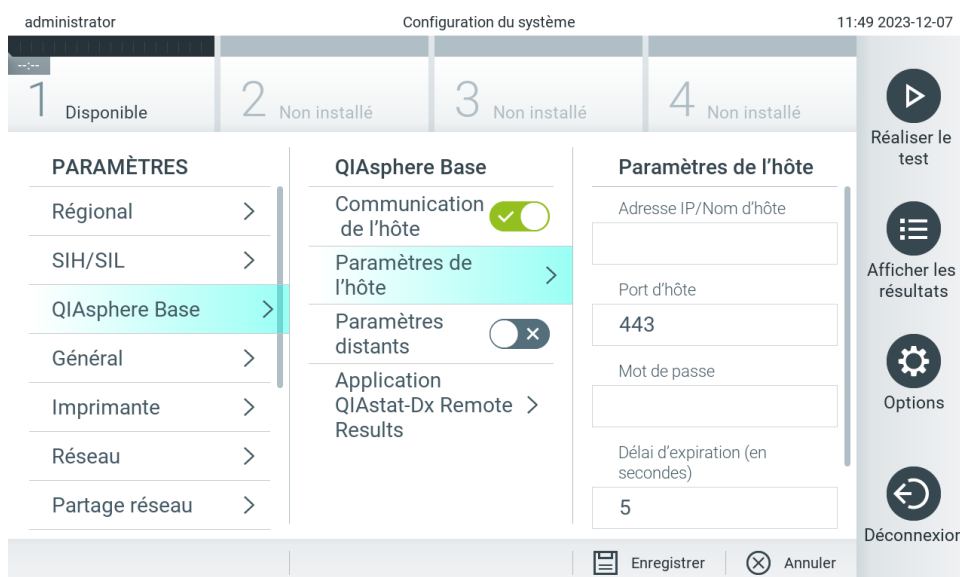 administrator
Configuration du système
11:49 2023-12-07
--:--
1 Disponible
2 Non installé
3 Non installé
4 Non installé
PARAMÈTRES
Régional
SIH/SIL
QIAsphere Base
Général
Imprimante
Réseau
Partage réseau
QIAsphere Base
Communication
de l’hôte
Paramètres de
l’hôte
Paramètres
distants
Application
QIAstat-Dx Remote
Results
Paramètres de l’hôte
Adresse IP/Nom d’hôte
Port d’hôte
443
Mot de passe
Délai d’expiration (en
secondes)
5
Réaliser le
test
Afficher les
résultats
Options
Déconnexion
Enregistrer
Annuler